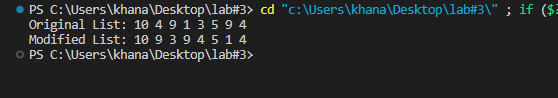 PS C:\Users\khana\Desktop\lab#3> cd "c:\Users\khana\Desktop\lab#3\" ; if ($?
Original List: 10 4 9 1 3 5 9 4
Modified List: 10 9 3 9 4 5 1 4
PS C:\Users\khana\Desktop\lab#3>